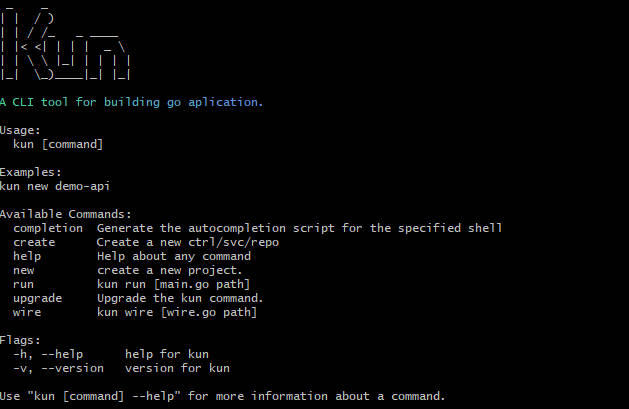 Kun
A CLI tool for building go aplication.
Usage:
kun [command]
Examples:
kun new demo-api
Available Commands:
completion Generate the autocompletion script for the specified shell
create Create a new ctrl/svc/repo
help Help about any command
new create a new project.
run kun run [main.go path]
upgrade Upgrade the kun command.
wire kun wire [wire.go path]
Flags:
-h, --help help for kun
-v, --version version for kun
Use "kun [command] --help" for more information about a command.